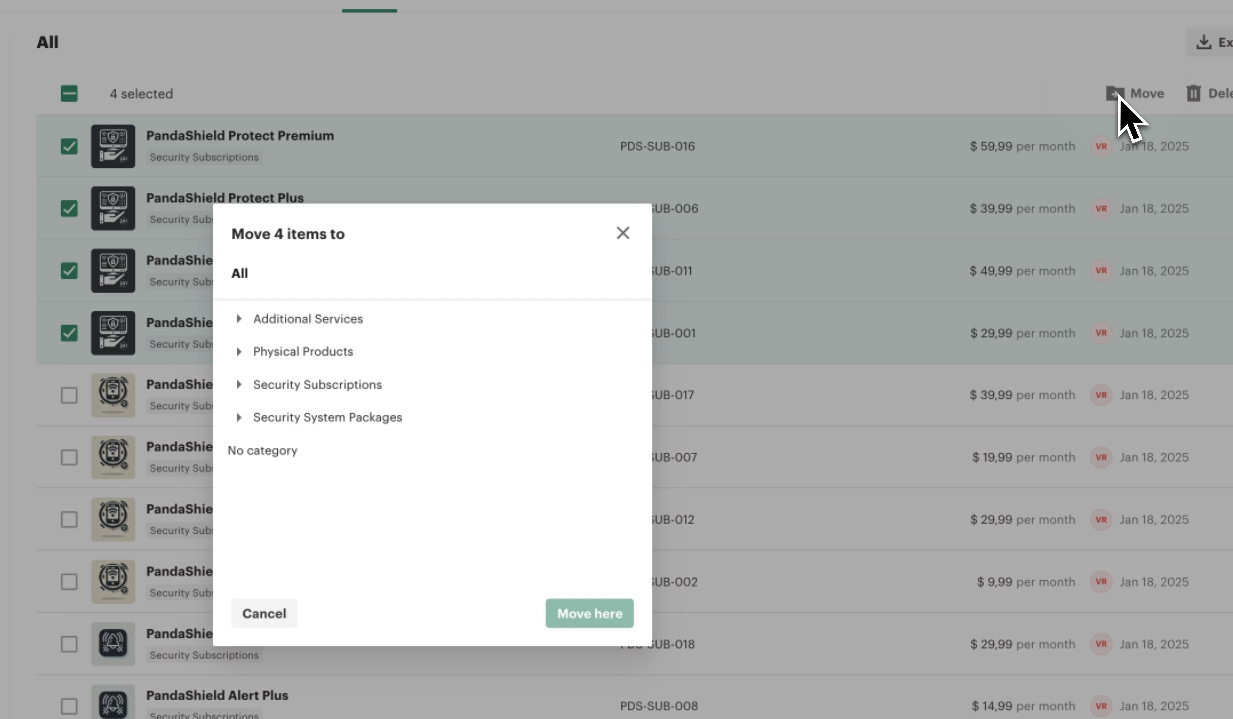 All
Ex
4 selected
Move
Dele
PandaShield Protect Premium
Security Subscriptions
PDS-SUB-016
$ 59,99 per month
VR
Jan 18, 2025
PandaShield Protect Plus
Security Subs
SUB-006
$ 39,99 per month
VR
Jan 18, 2025
PandaShie
Security Subs
SUB-011
$ 49,99 per month
VR
Jan 18, 2025
PandaShie
Security Subs
SUB-001
$ 29,99 per month
VR
Jan 18, 2025
PandaShie
Security Subs
SUB-017
$ 39,99 per month
VR
Jan 18, 2025
PandaShie
Security Subs
SUB-007
$ 19,99 per month
VR
Jan 18, 2025
PandaShie
Security Subs
SUB-012
$ 29,99 per month
VR
Jan 18, 2025
PandaShie
Security Subs
SUB-002
$ 9,99 per month
VR
Jan 18, 2025
PandaShie
Security Subscriptions
PDS-SUB-018
$ 29,99 per month
VR
Jan 18, 2025
PandaShield Alert Plus
Security Subscriptions
PDS-SUB-008
$ 14,99 per month
VR
Jan 18, 2025
Move 4 items to
All
Additional Services
Physical Products
Security Subscriptions
Security System Packages
No category
Cancel
Move here